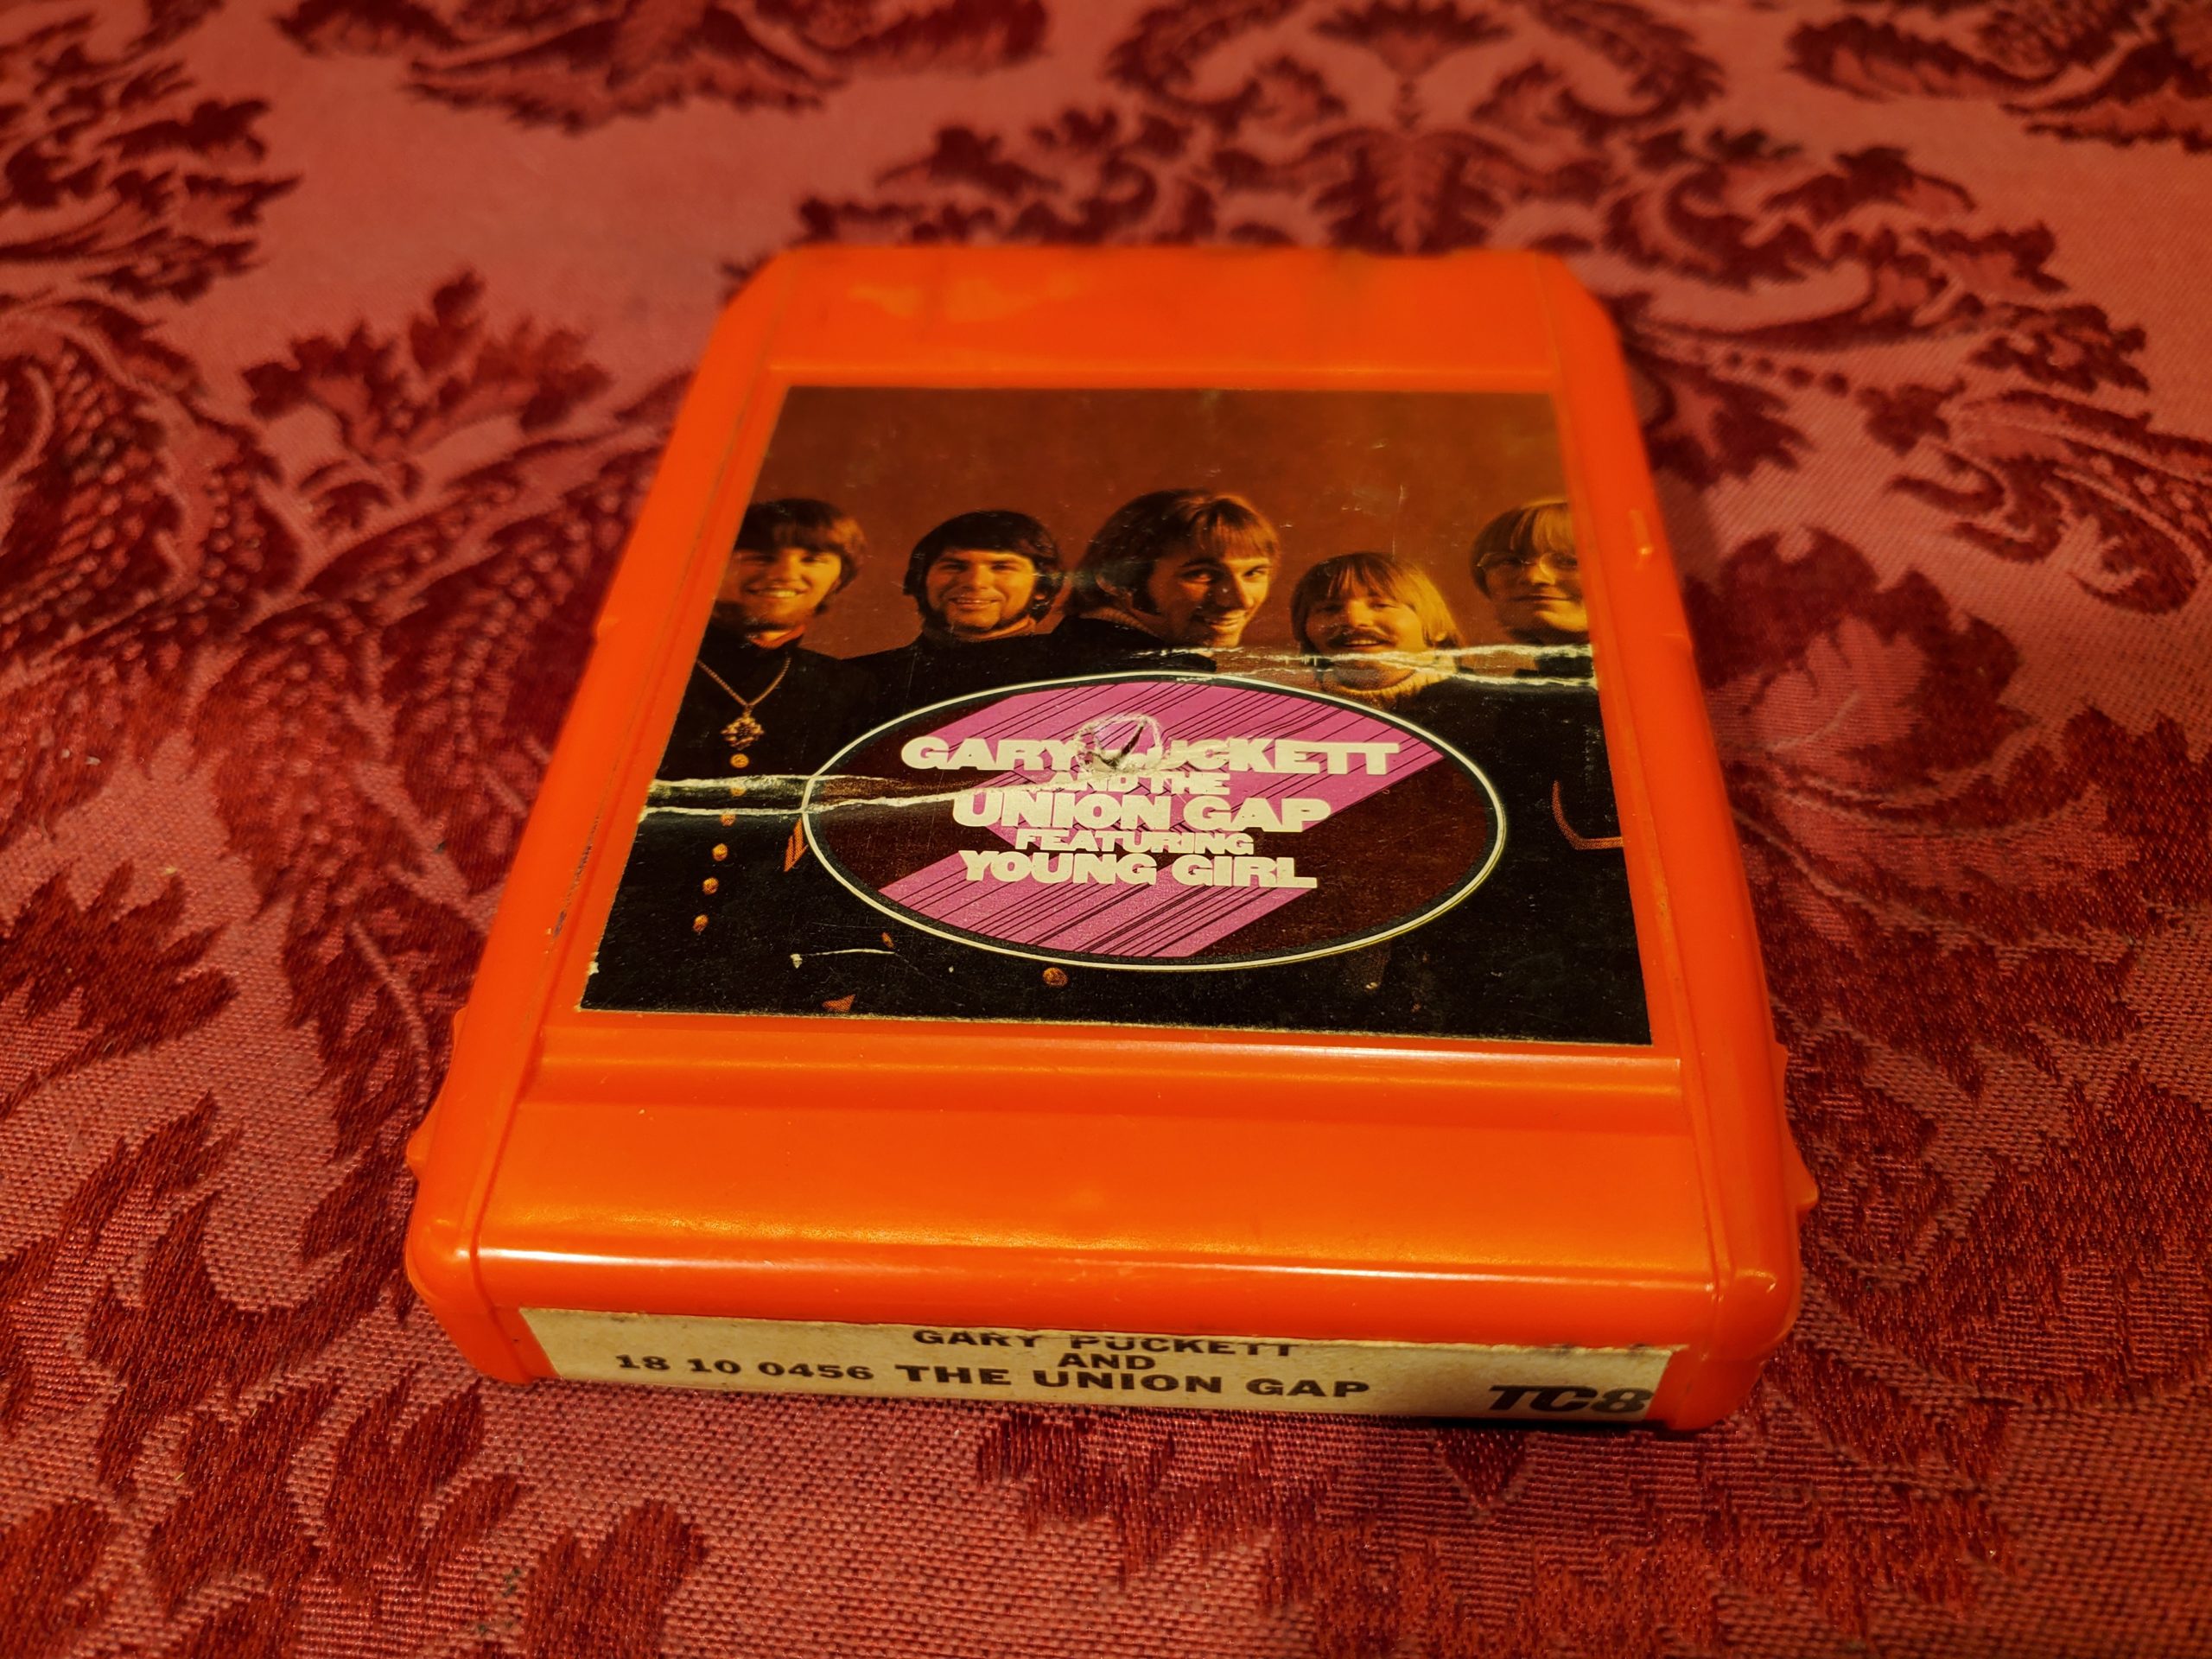 GARY PUCKETT
AND THE
UNION GAP
FEATURING
YOUNG GIRL
GARY PUCKETT
AND
18 10 0456 THE UNION GAP TC8